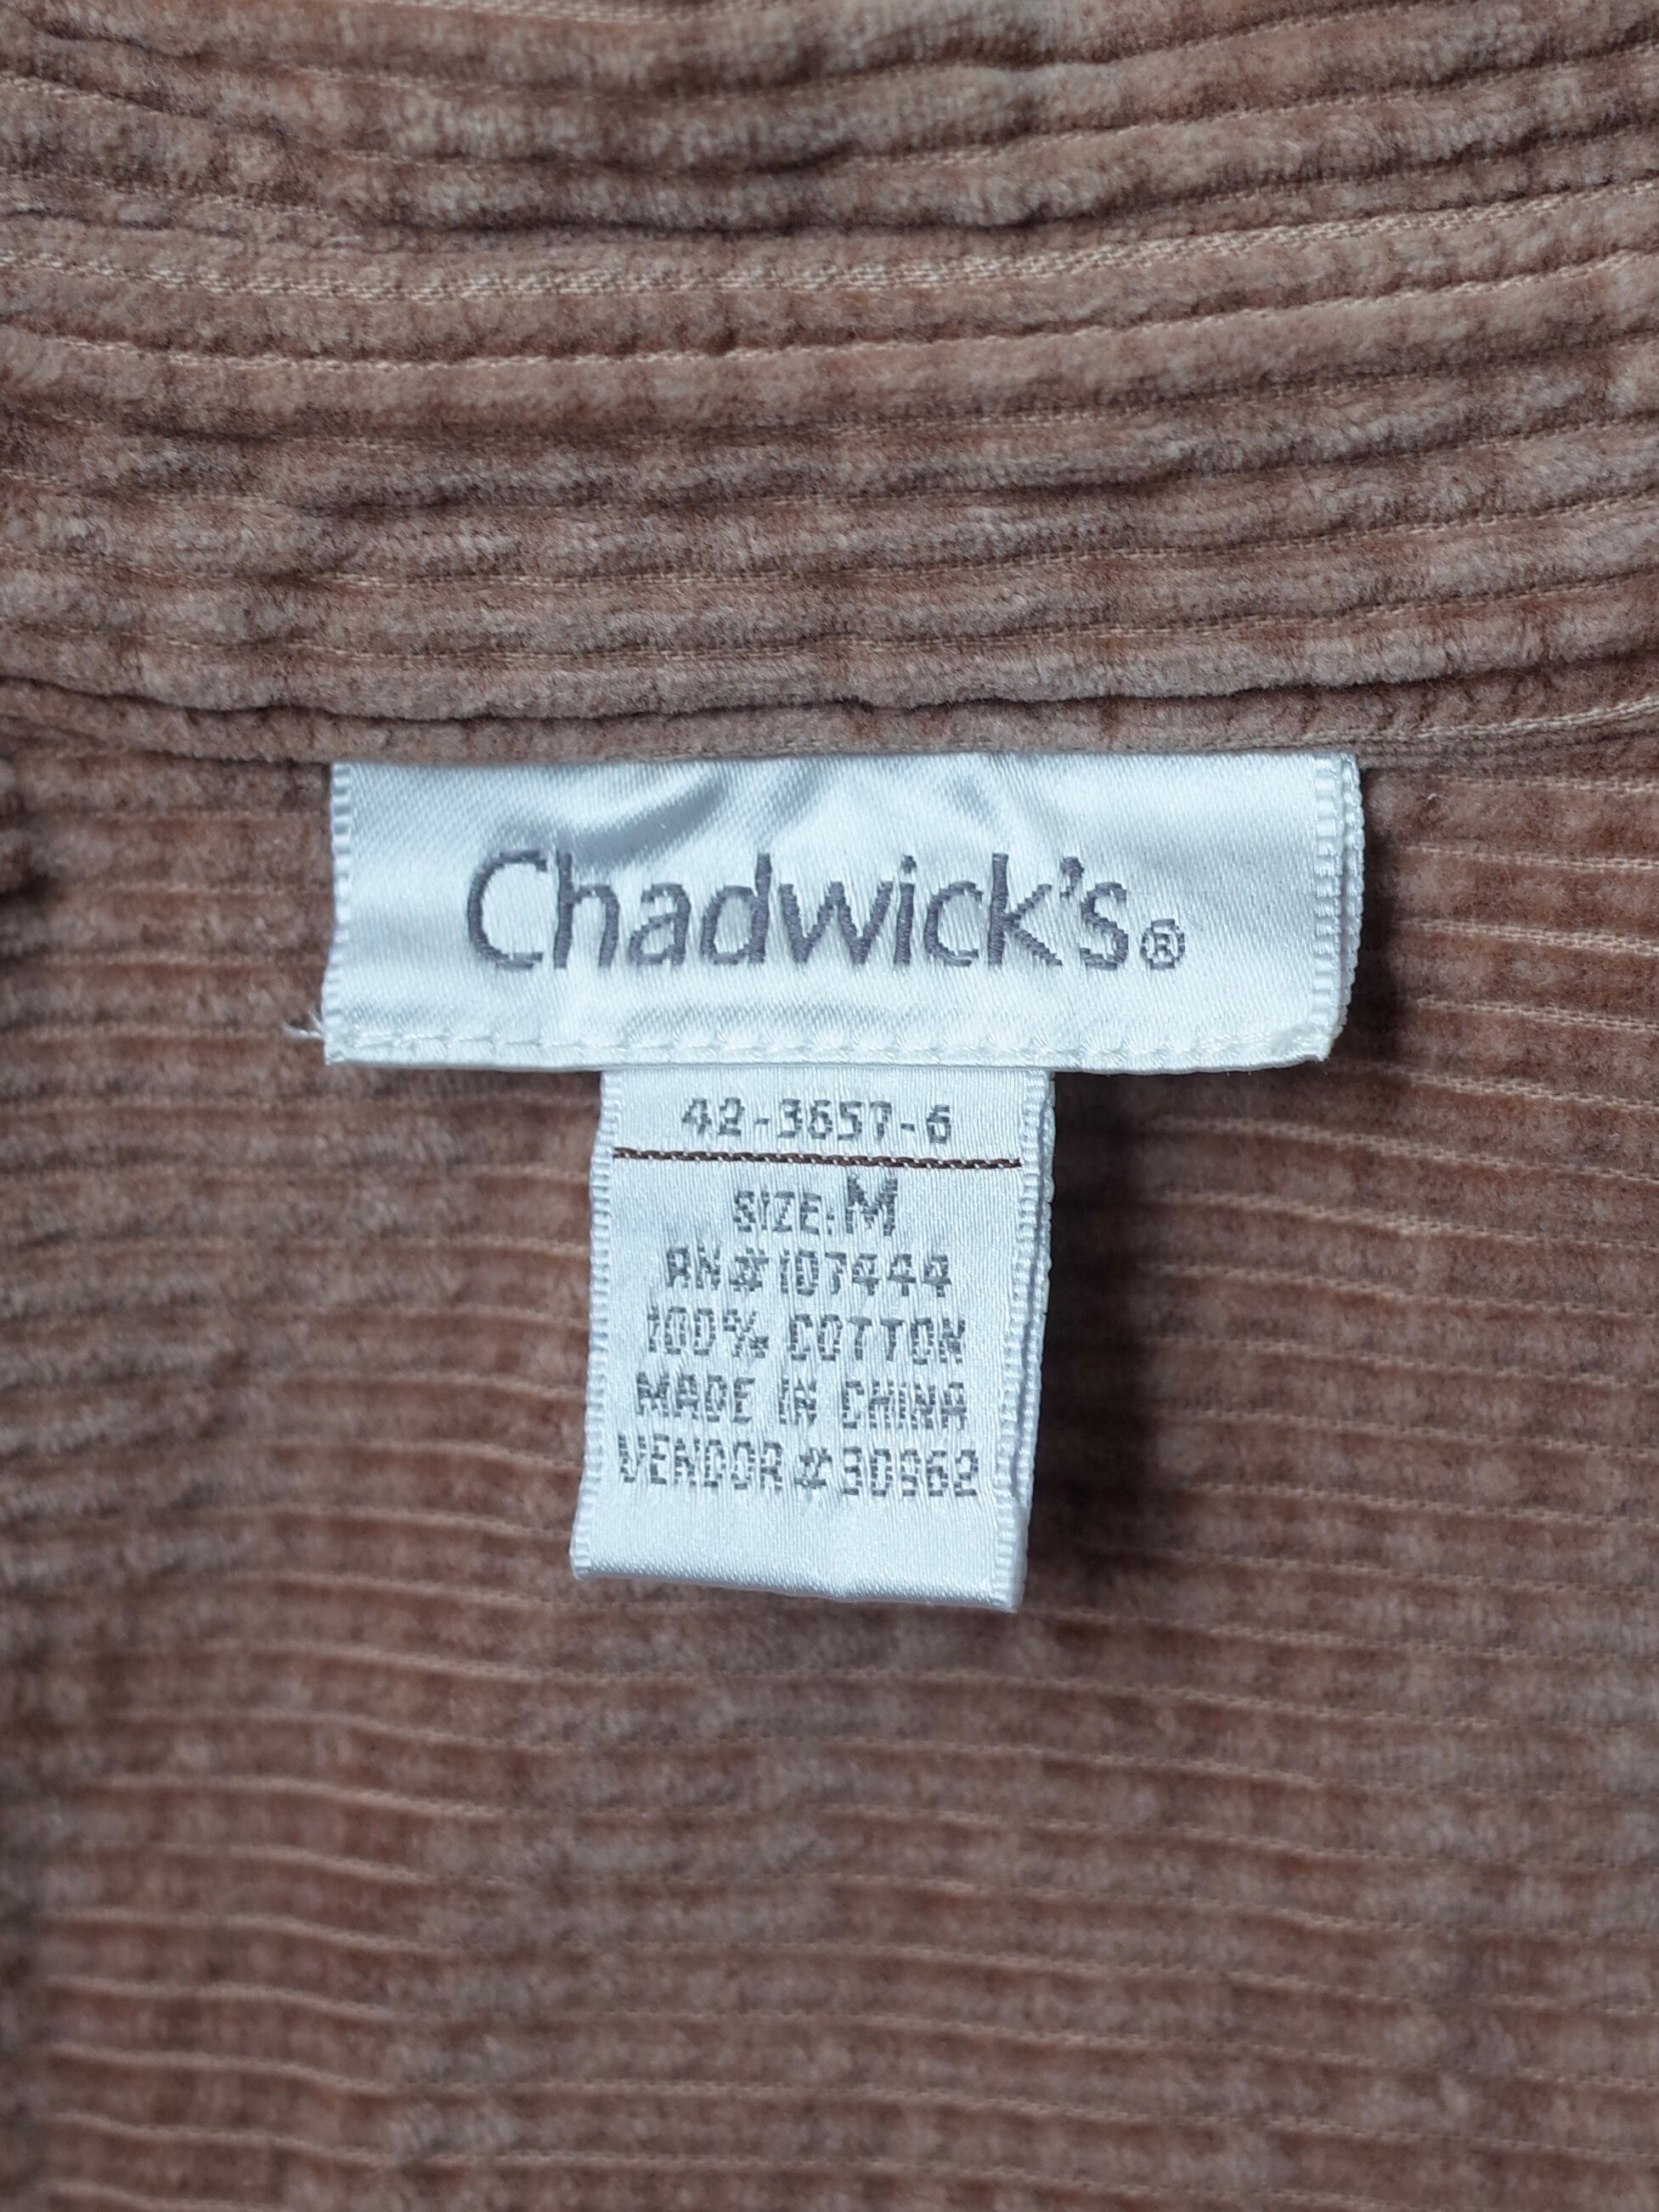 Chadwick's®
42-3657-6
SIZE: M
RN# 107444
100% COTTON
MADE IN CHINA
VENDOR # 30962